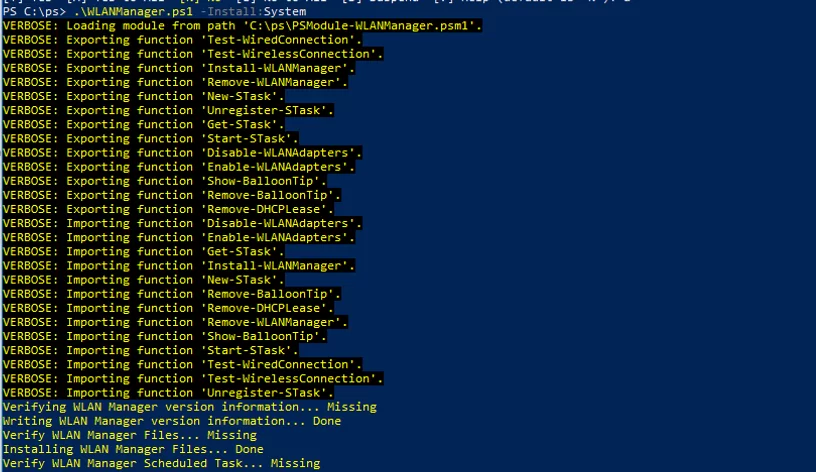 PS C:\ps> .\WLANManager.ps1 -Install:System
VERBOSE: Loading module from path 'C:\ps\PSModule-WLANManager.psm1'.
VERBOSE: Exporting function 'Test-WiredConnection'.
VERBOSE: Exporting function 'Test-WirelessConnection'.
VERBOSE: Exporting function 'Install-WLANManager'.
VERBOSE: Exporting function 'Remove-WLANManager'.
VERBOSE: Exporting function 'New-STask'.
VERBOSE: Exporting function 'Unregister-STask'.
VERBOSE: Exporting function 'Get-STask'.
VERBOSE: Exporting function 'Start-STask'.
VERBOSE: Exporting function 'Disable-WLANAdapters'.
VERBOSE: Exporting function 'Enable-WLANAdapters'.
VERBOSE: Exporting function 'Show-BalloonTip'.
VERBOSE: Exporting function 'Remove-BalloonTip'.
VERBOSE: Exporting function 'Remove-DHCPLease'.
VERBOSE: Importing function 'Disable-WLANAdapters'.
VERBOSE: Importing function 'Enable-WLANAdapters'.
VERBOSE: Importing function 'Get-STask'.
VERBOSE: Importing function 'Install-WLANManager'.
VERBOSE: Importing function 'New-STask'.
VERBOSE: Importing function 'Remove-BalloonTip'.
VERBOSE: Importing function 'Remove-DHCPLease'.
VERBOSE: Importing function 'Remove-WLANManager'.
VERBOSE: Importing function 'Show-BalloonTip'.
VERBOSE: Importing function 'Start-STask'.
VERBOSE: Importing function 'Test-WiredConnection'.
VERBOSE: Importing function 'Test-WirelessConnection'.
VERBOSE: Importing function 'Unregister-STask'.
Verifying WLAN Manager version information... Missing
Writing WLAN Manager version information... Done
Verify WLAN Manager Files... Missing
Installing WLAN Manager Files... Done
Verify WLAN Manager Scheduled Task... Missing